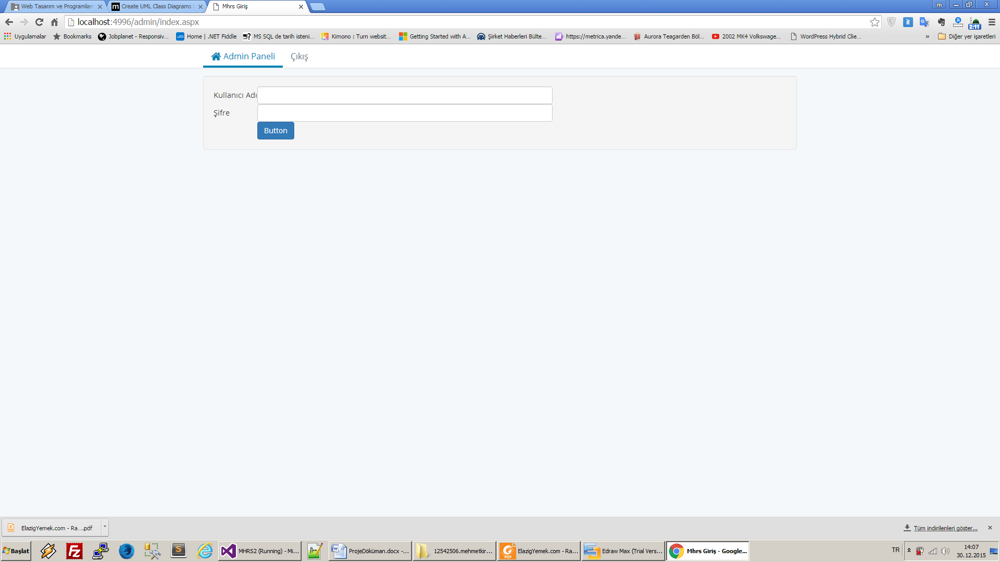 Web Tasarım ve Programlam
Create UML Class Diagrams
Mhrs Giriş
m
localhost:4996/admin/index.aspx
it
a
2:11
Uygulamalar
Bookmarks
Jobplanet - Responsiv...
Home | .NET Fiddle
MS SQL de tarih isteni...
Kimono : Turn websit...
Getting Started with A...
Şirket Haberleri Bülte...
https://metrica.yande...
Aurora Teagarden Böl...
2002 MK4 Volkswage...
WordPress Hybrid Clie...
»
Diğer yer işaretleri
Admin Paneli
Çıkış
Kullanıcı Adı
Şifre
Button
ElazigYemek.com - Ra....pdf
Tüm indirilenleri göster...
Başlat
MHRS2 (Running) - Mi...
ProjeDöküman.docx -...
12542506.mehmetkir...
ElazigYemek.com - Ra...
Edraw Max (Trial Vers...
Mhrs Giriş - Google...
TR
14:07
30.12.2015